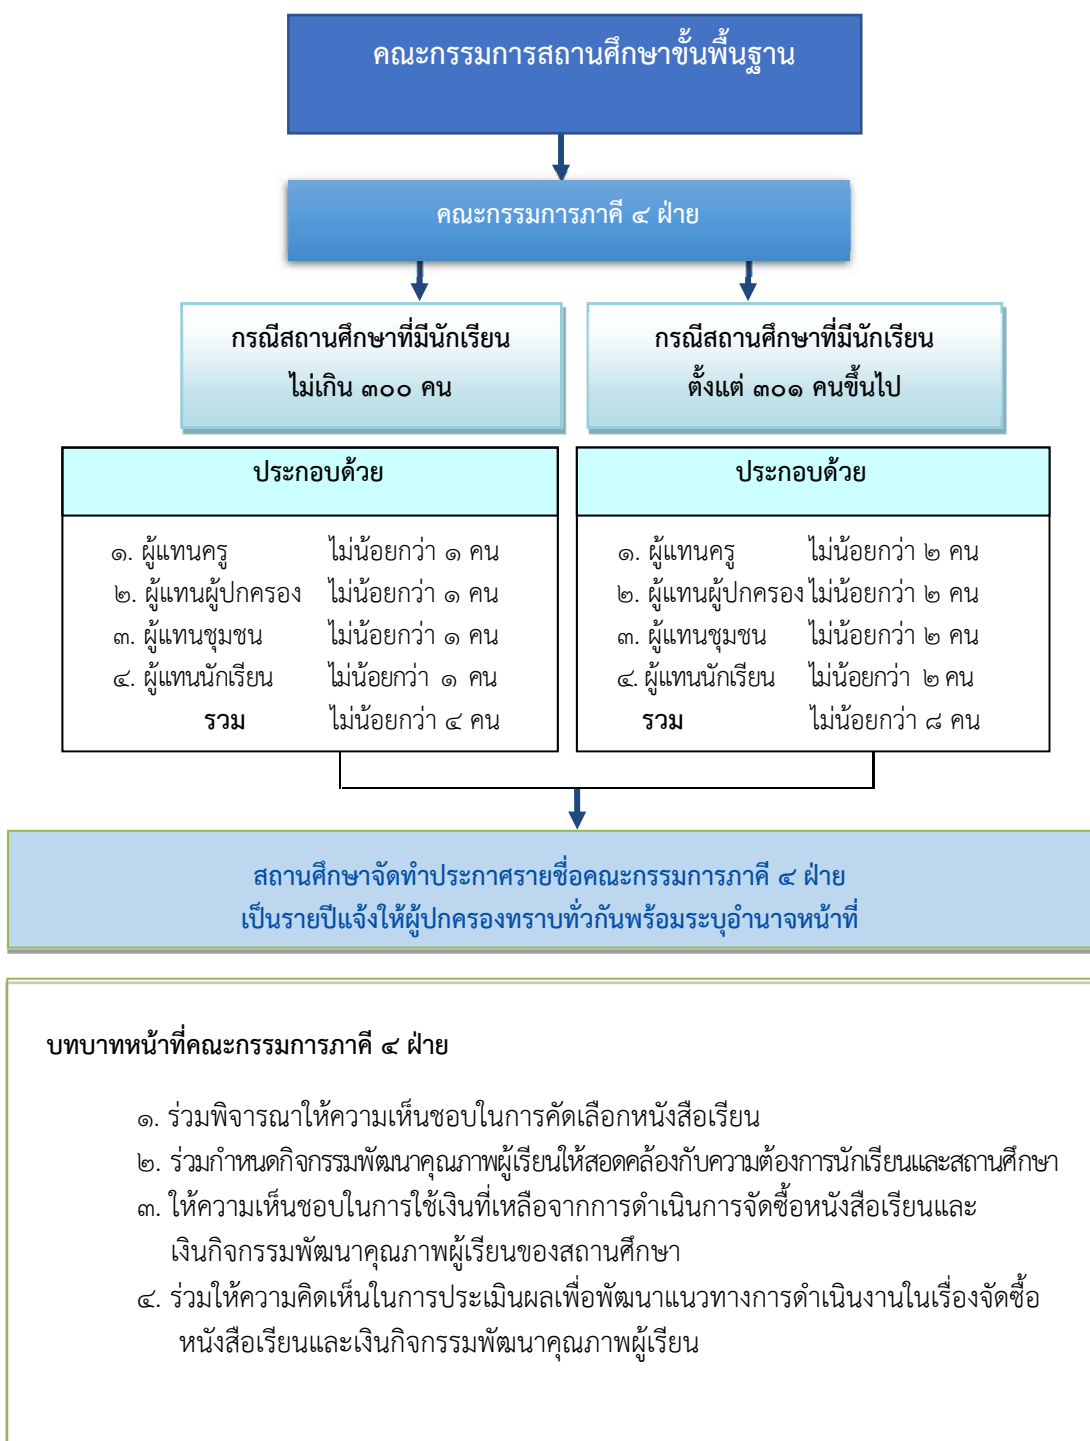 คณะกรรมการสถานศึกษาขั้นพื้นฐาน
คณะกรรมการภาคี ๔ ฝ่าย
กรณีสถานศึกษาที่มีนักเรียน
ไม่เกิน ๓๐๐ คน
กรณีสถานศึกษาที่มีนักเรียน
ตั้งแต่ ๓๐๑ คนขึ้นไป
ประกอบด้วย
๑. ผู้แทนครู ไม่น้อยกว่า ๑ คน
๒. ผู้แทนผู้ปกครอง ไม่น้อยกว่า ๑ คน
๓. ผู้แทนชุมชน ไม่น้อยกว่า ๑ คน
๔. ผู้แทนนักเรียน ไม่น้อยกว่า ๑ คน
รวม ไม่น้อยกว่า ๔ คน
ประกอบด้วย
๑. ผู้แทนครู ไม่น้อยกว่า ๒ คน
๒. ผู้แทนผู้ปกครอง ไม่น้อยกว่า ๒ คน
๓. ผู้แทนชุมชน ไม่น้อยกว่า ๒ คน
๔. ผู้แทนนักเรียน ไม่น้อยกว่า ๒ คน
รวม ไม่น้อยกว่า ๘ คน
สถานศึกษาจัดทำประกาศรายชื่อคณะกรรมการภาคี ๔ ฝ่าย
เป็นรายปีแจ้งให้ผู้ปกครองทราบทั่วกันพร้อมระบุอำนาจหน้าที่
บทบาทหน้าที่คณะกรรมการภาคี ๔ ฝ่าย
๑. ร่วมพิจารณาให้ความเห็นชอบในการคัดเลือกหนังสือเรียน
๒. ร่วมกำหนดกิจกรรมพัฒนาคุณภาพผู้เรียนให้สอดคล้องกับความต้องการนักเรียนและสถานศึกษา
๓. ให้ความเห็นชอบในการใช้เงินที่เหลือจากการดำเนินการจัดซื้อหนังสือเรียนและ
เงินกิจกรรมพัฒนาคุณภาพผู้เรียนของสถานศึกษา
๔. ร่วมให้ความคิดเห็นในการประเมินผลเพื่อพัฒนาแนวทางการดำเนินงานในเรื่องจัดซื้อ
หนังสือเรียนและเงินกิจกรรมพัฒนาคุณภาพผู้เรียน